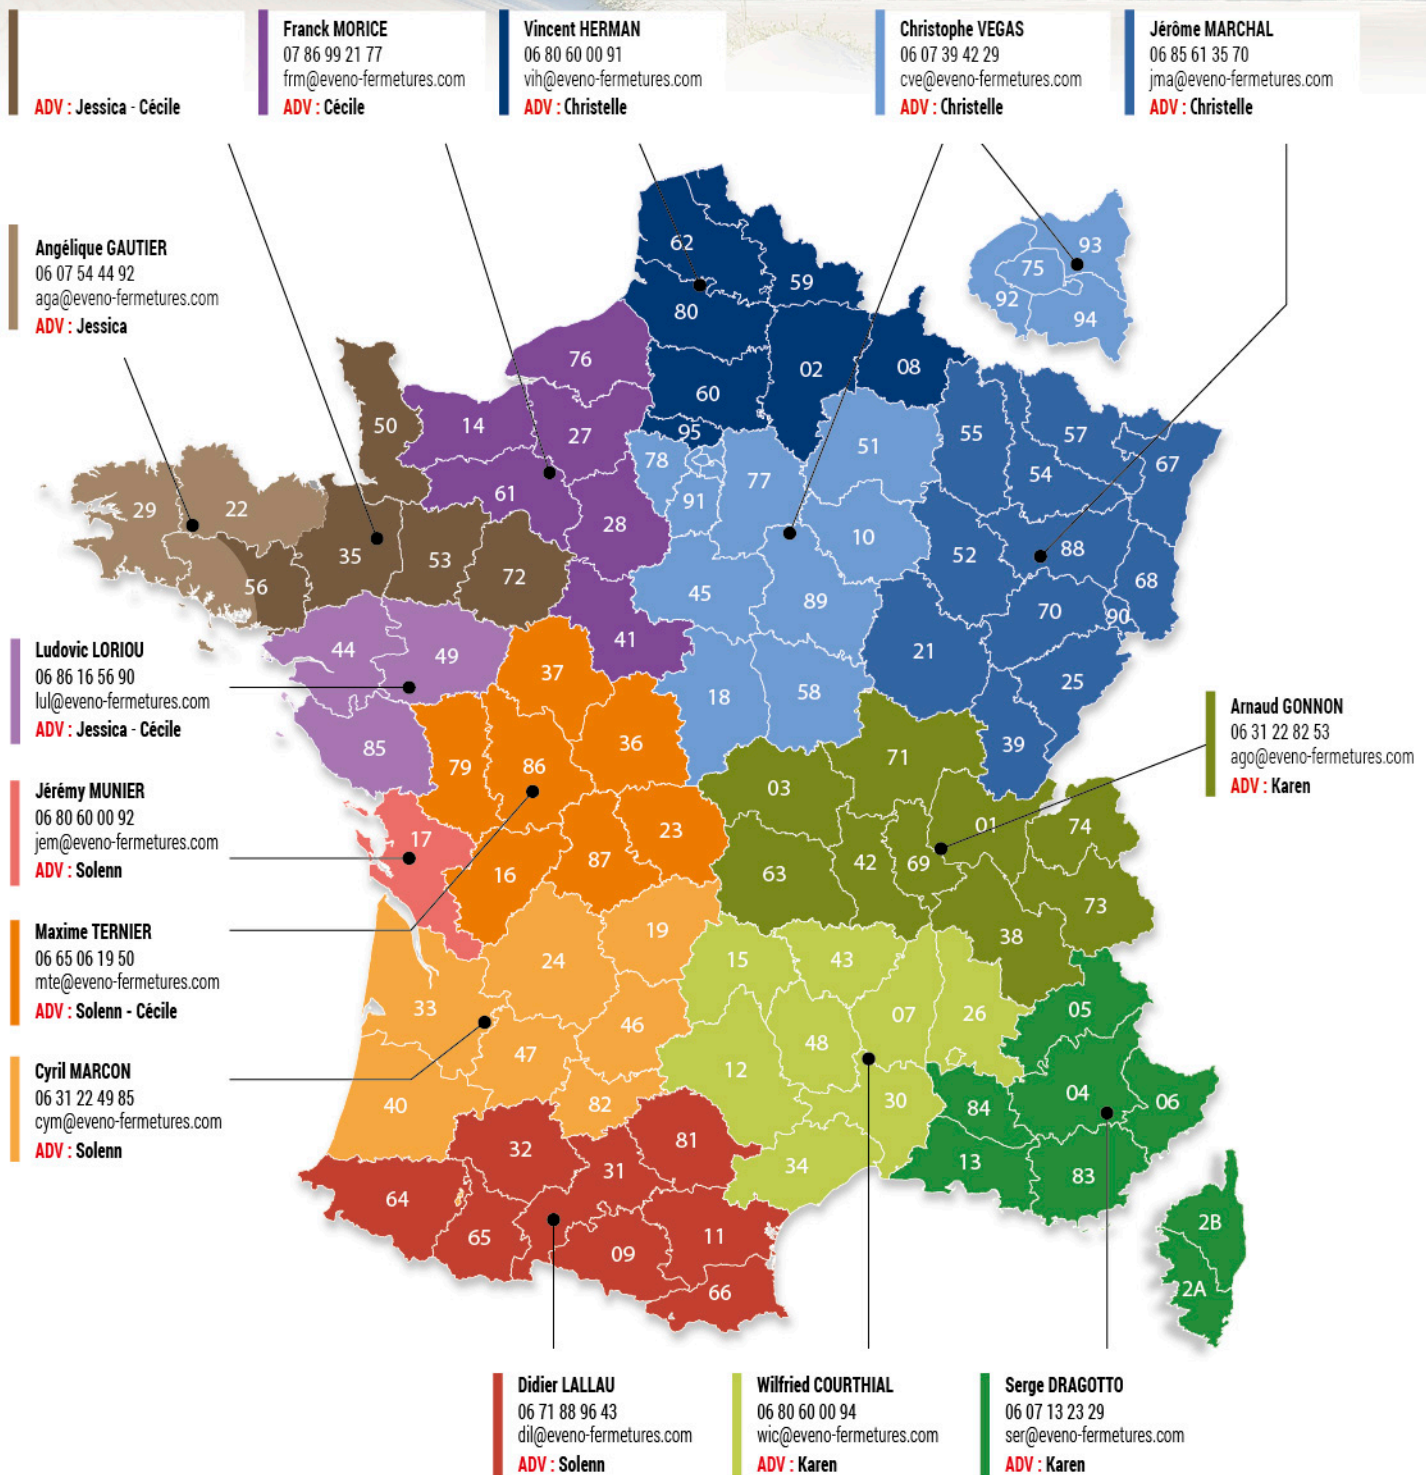 ADV : Jessica - Cécile
Franck MORICE
07 86 99 21 77
frm@eveno-fermetures.com
ADV : Cécile
Vincent HERMAN
06 80 60 00 91
vih@eveno-fermetures.com
ADV : Christelle
Christophe VEGAS
06 07 39 42 29
cve@eveno-fermetures.com
ADV : Christelle
Jérôme MARCHAL
06 85 61 35 70
jma@eveno-fermetures.com
ADV : Christelle
Angélique GAUTIER
06 07 54 44 92
aga@eveno-fermetures.com
ADV : Jessica
Ludovic LORIOU
06 86 16 56 90
lul@eveno-fermetures.com
ADV : Jessica - Cécile
Jérémy MUNIER
06 80 60 00 92
jem@eveno-fermetures.com
ADV : Solenn
Maxime TERNIER
06 65 06 19 50
mte@eveno-fermetures.com
ADV : Solenn - Cécile
Cyril MARCON
06 31 22 49 85
cym@eveno-fermetures.com
ADV : Solenn
Arnaud GONNON
06 31 22 82 53
ago@eveno-fermetures.com
ADV : Karen
62
59
80
02
08
60
95
93
75
92
94
76
14
27
61
28
41
50
29
22
56
35
53
72
78
77
91
51
10
45
89
18
58
55
57
54
67
52
88
68
70
90
21
25
39
44
49
85
37
36
79
86
23
87
16
17
03
71
01
74
63
42
69
73
38
19
24
33
46
47
40
82
15
43
07
26
48
12
30
34
05
04
06
84
13
83
2B
2A
32
31
81
64
65
09
11
66
Didier LALLAU
06 71 88 96 43
dil@eveno-fermetures.com
ADV : Solenn
Wilfried COURTHIAL
06 80 60 00 94
wic@eveno-fermetures.com
ADV : Karen
Serge DRAGOTTO
06 07 13 23 29
ser@eveno-fermetures.com
ADV : Karen